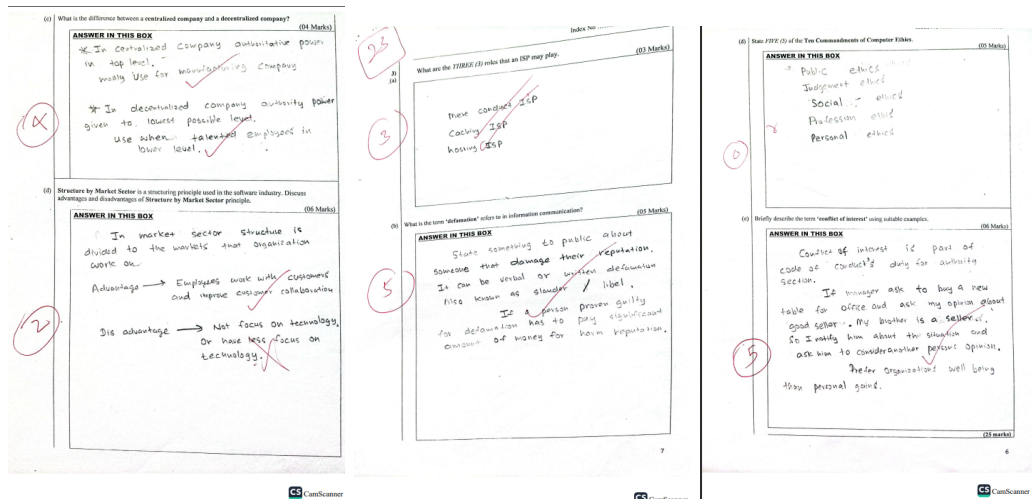 (c) What is the difference between a centralized company and a decentralized company?
(04 Marks)
ANSWER IN THIS BOX
* In centralized company authoritative power
in top level.
mostly use for manufacturing company
* In decentralized company authority power
given to lowest possible level.
use when talented employees in
lower level.
(d) Structure by Market Sector is a structuring principle used in the software industry. Discuss
advantages and disadvantages of Structure by Market Sector principle.
(06 Marks)
ANSWER IN THIS BOX
In market sector structure is
divided to the markets that organization
work on
Advantage → Employees work with customers
and improve customer collaboration
Dis advantage → Not focus on technology.
Or have less focus on
technology.
2
CS CamScanner
Index No
23
3)
(a) What are the THREE (3) roles that an ISP may play.
(03 Marks)
mere conduct ISP
Caching ISP
hosting ISP
3
(b) What is the term 'defamation' refers to in information communication?
(05 Marks)
ANSWER IN THIS BOX
State something to public about
someone that damage their reputation.
It can be verbal or written defamation
Also known as slander / libel.
If a person proven guilty
for defamation has to pay significant
amount of money for harm reputation.
5
7
CS CamScanner
(d) State FIVE (5) of the Ten Commandments of Computer Ethics.
(05 Marks)
ANSWER IN THIS BOX
Public ethics
Judgement ethics
Social ethics
Profession ethics
Personal ethics
0
(e) Briefly describe the term 'conflict of interest' using suitable examples.
(06 Marks)
ANSWER IN THIS BOX
Conflict of interest is part of
code of conduct's duty for authority
section.
If manager ask to buy a new
table for office and ask my opinion about
good seller. My brother is a seller.
So I notify him about this situation and
ask him to consider another persons opinion.
Prefer organizations well being
than personal gains.
5
(25 marks)
6
CS CamScanner